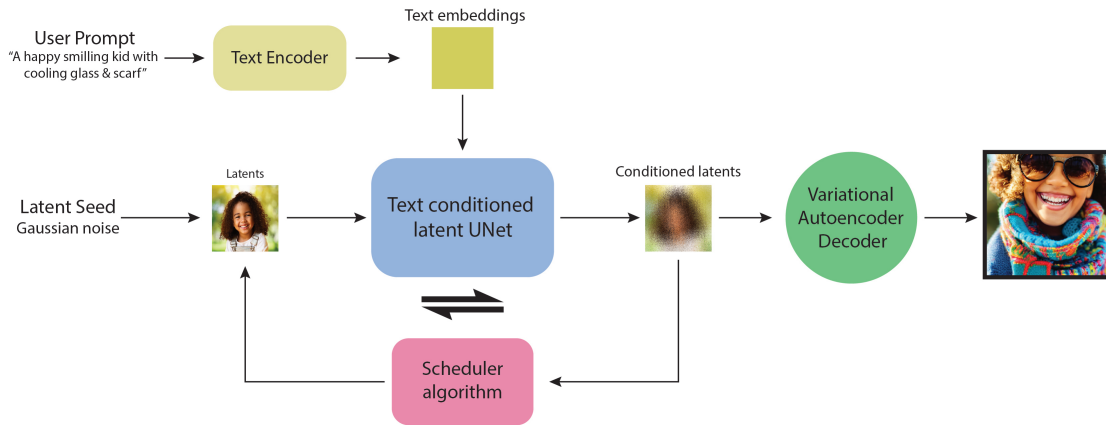 Text embeddings
User Prompt
“A happy smilling kid with
cooling glass & scarf”
Text Encoder
Latents
Conditioned latents
Latent Seed
Gaussian noise
Text conditioned
latent UNet
Variational
Autoencoder
Decoder
Scheduler
algorithm